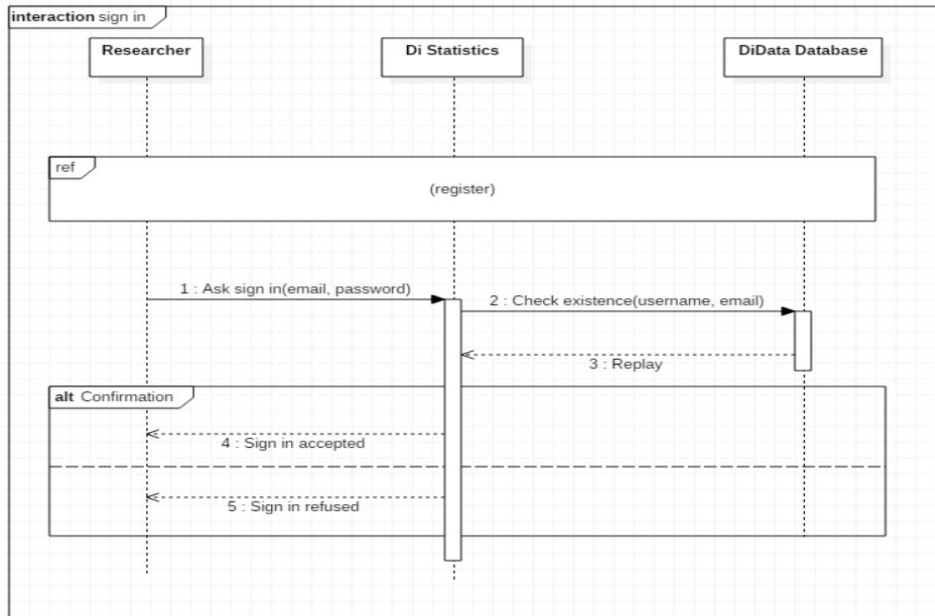 interaction sign in
Researcher
Di Statistics
DiData Database
ref
(register)
1 : Ask sign in(email, password)
2 : Check existence(username, email)
3 : Replay
alt Confirmation
4 : Sign in accepted
5 : Sign in refused